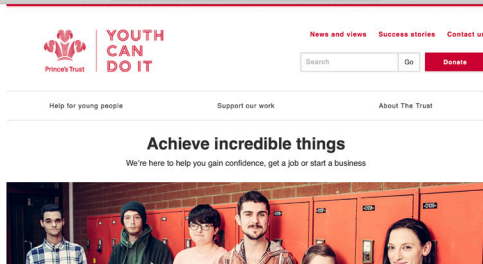 News and views Success stories Contact u
YOUTH
CAN
DO IT
Prince's Trust
Search Go Donate
Help for young people Support our work About The Trust
Achieve incredible things
We're here to help you gain confidence, get a job or start a business